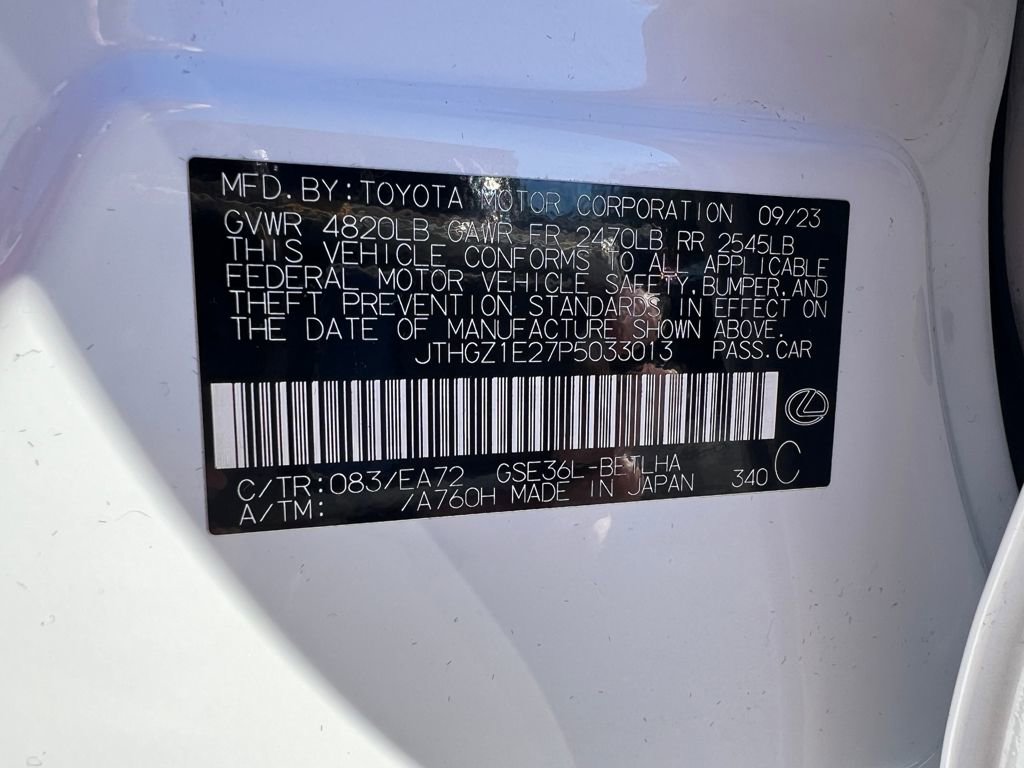 MFD. BY: TOYOTA MOTOR CORPORATION 09/23
GVWR 4820LB GAWR FR 2470LB RR 2545LB
THIS VEHICLE CONFORMS TO ALL APPLICABLE
FEDERAL MOTOR VEHICLE SAFETY, BUMPER, AND
THEFT PREVENTION STANDARDS IN EFFECT ON
THE DATE OF MANUFACTURE SHOWN ABOVE.
JTHGZ1E27P5033013 PASS. CAR
C/TR: 083/EA72 GSE36L-BETLHA 340 C
A/TM: /A760H MADE IN JAPAN